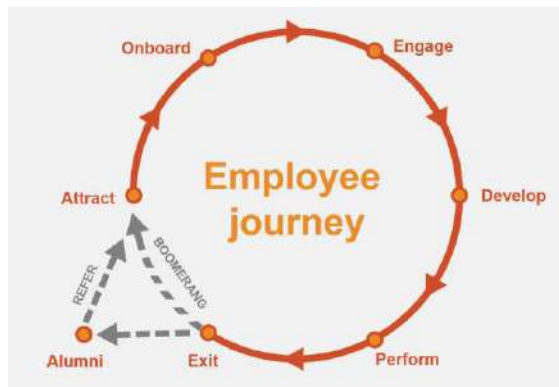 Onboard
Engage
Employee
journey
Attract
Develop
REFER
BOOMERANG
Alumni
Exit
Perform